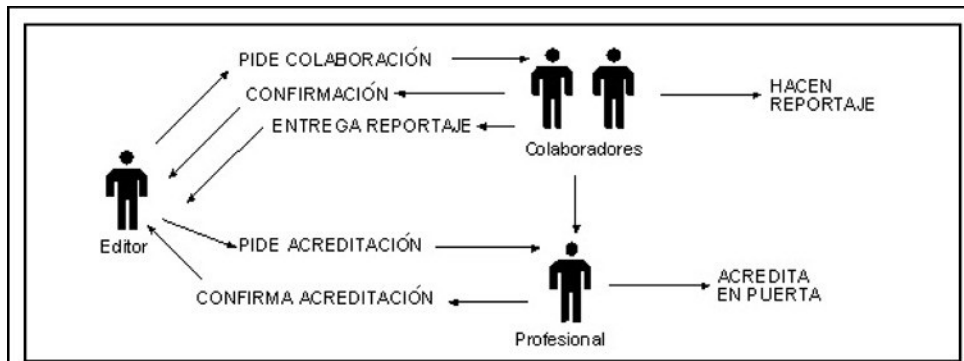 PIDE COLABORACIÓN
CONFIRMACIÓN
ENTREGA REPORTAJE
HACEN
REPORTAJE
Colaboradores
Editor
PIDE ACREDITACIÓN
CONFIRMA ACREDITACIÓN
ACREDITA
EN PUERTA
Profesional